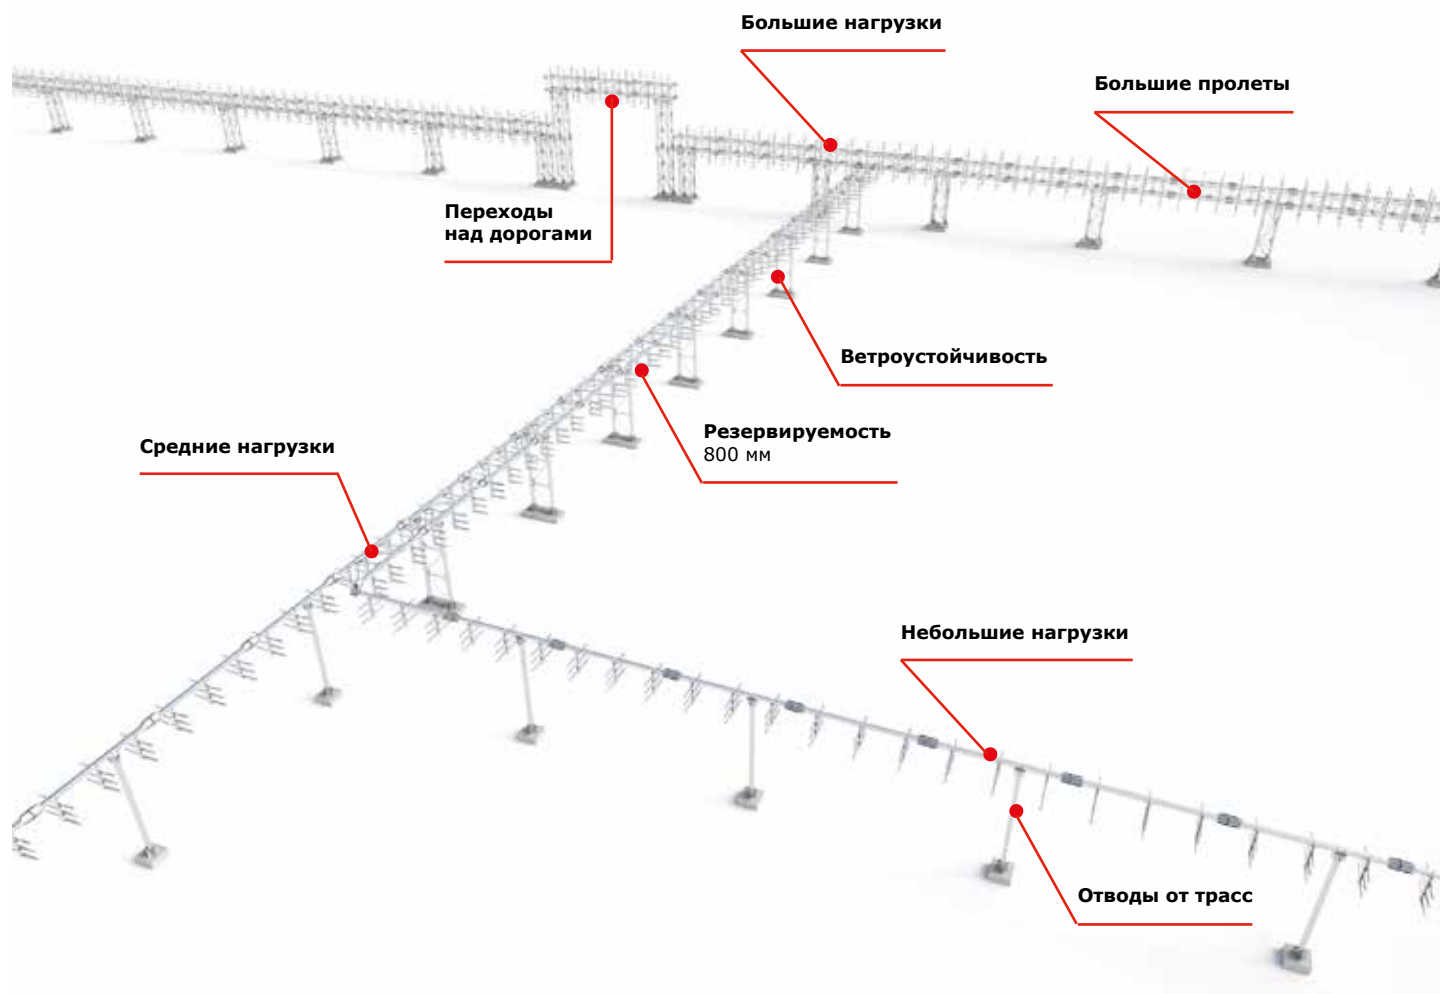 Большие нагрузки
Большие пролеты
Переходы
над дорогами
Ветроустойчивость
Резервируемость
800 мм
Средние нагрузки
Небольшие нагрузки
Отводы от трасс